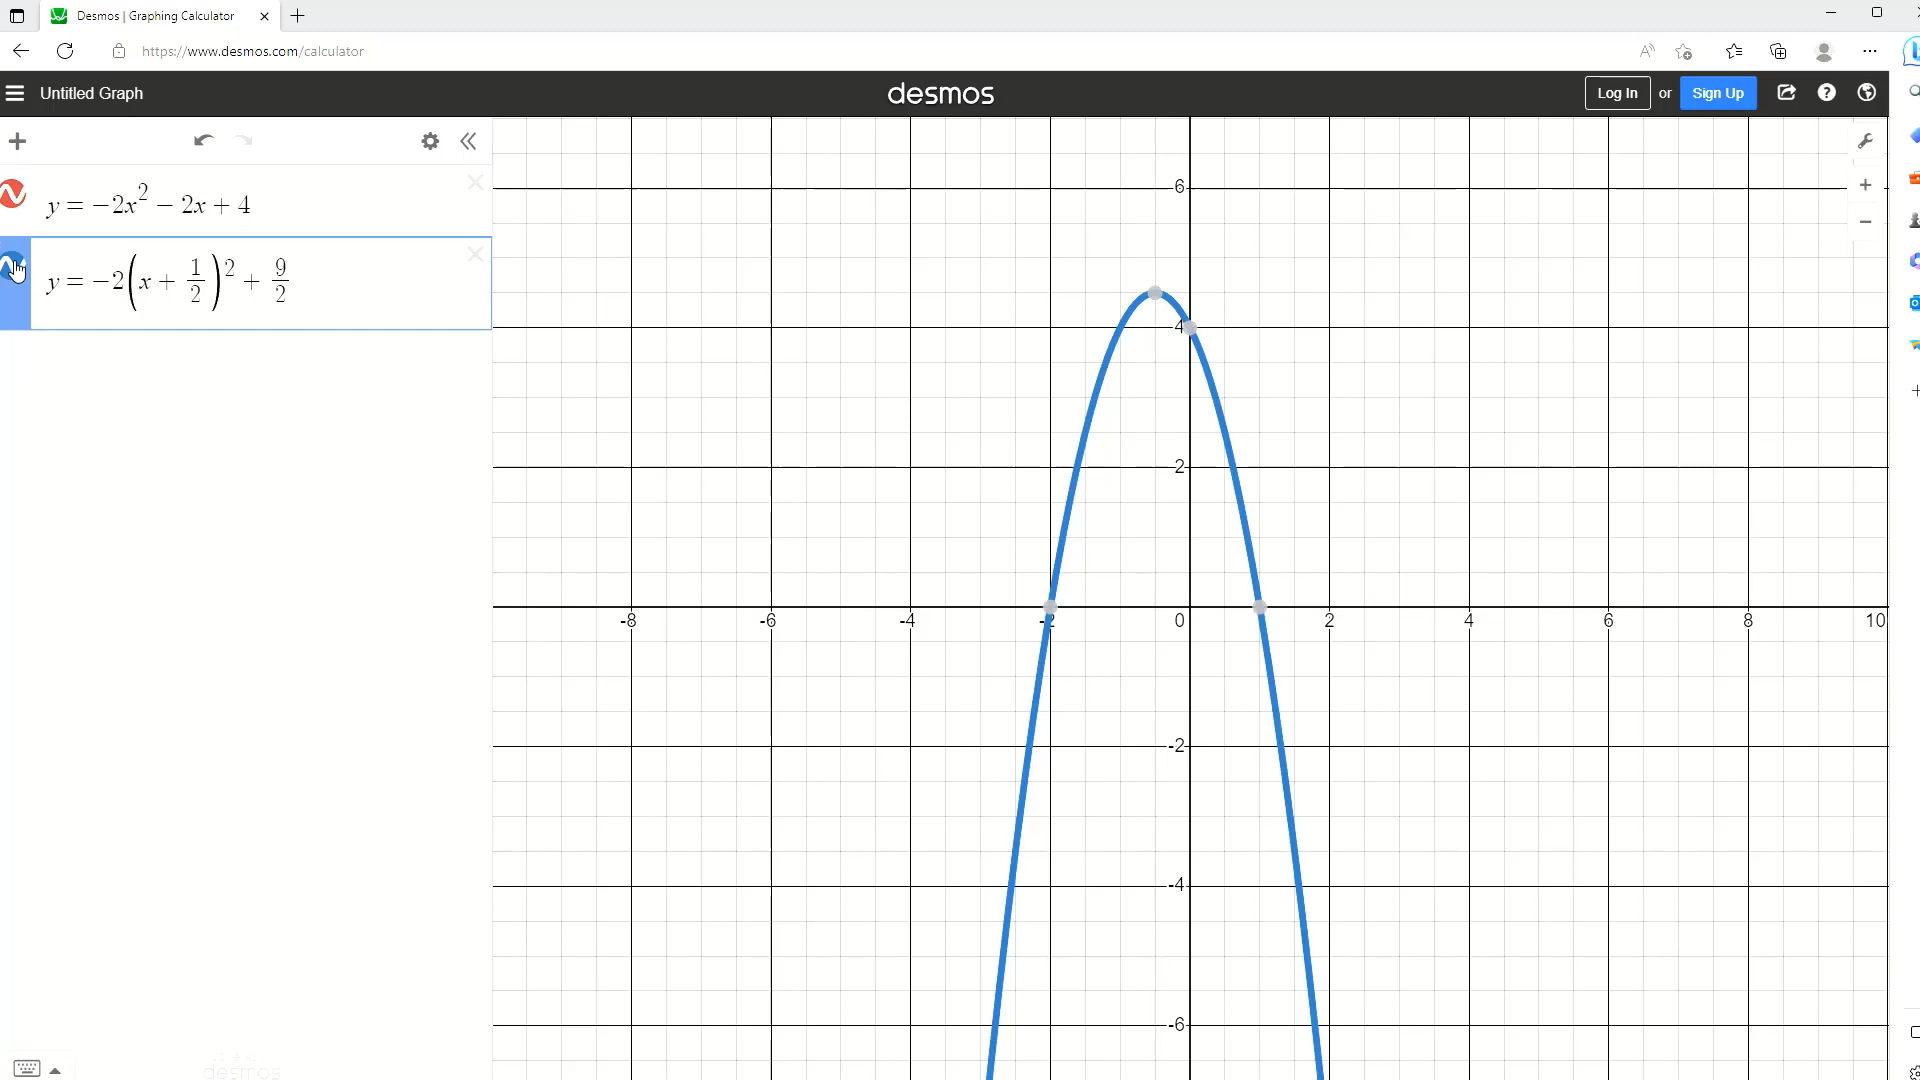 Desmos | Graphing Calculator
https://www.desmos.com/calculator
Untitled Graph
desmos
Log In or Sign Up
y = −2x² − 2x + 4
y = −2(x + 1/2)² + 9/2
6
4
2
-8 -6 -4 -2 0 2 4 6 8 10
-2
-4
-6
desmos